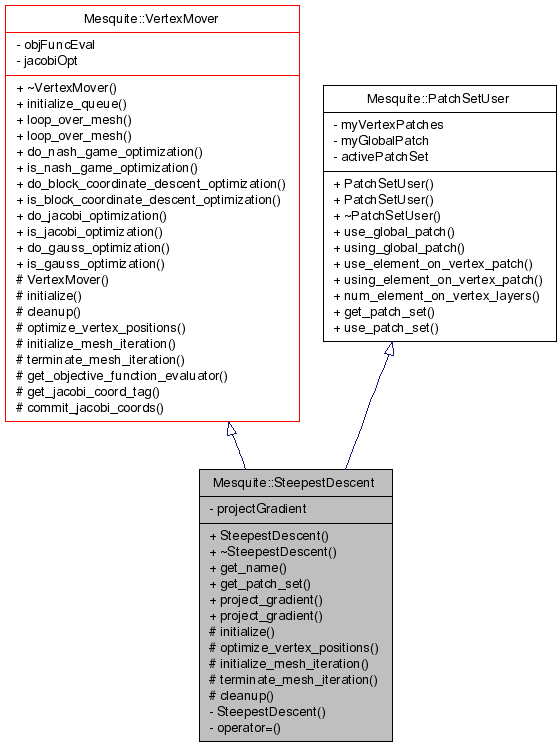 Mesquite::VertexMover
- objFuncEval
- jacobiOpt
+ ~VertexMover()
+ initialize_queue()
+ loop_over_mesh()
+ loop_over_mesh()
+ do_nash_game_optimization()
+ is_nash_game_optimization()
+ do_block_coordinate_descent_optimization()
+ is_block_coordinate_descent_optimization()
+ do_jacobi_optimization()
+ is_jacobi_optimization()
+ do_gauss_optimization()
+ is_gauss_optimization()
# VertexMover()
# initialize()
# cleanup()
# optimize_vertex_positions()
# initialize_mesh_iteration()
# terminate_mesh_iteration()
# get_objective_function_evaluator()
# get_jacobi_coord_tag()
# commit_jacobi_coords()
Mesquite::PatchSetUser
- myVertexPatches
- myGlobalPatch
- activePatchSet
+ PatchSetUser()
+ PatchSetUser()
+ ~PatchSetUser()
+ use_global_patch()
+ using_global_patch()
+ use_element_on_vertex_patch()
+ using_element_on_vertex_patch()
+ num_element_on_vertex_layers()
+ get_patch_set()
+ use_patch_set()
Mesquite::SteepestDescent
- projectGradient
+ SteepestDescent()
+ ~SteepestDescent()
+ get_name()
+ get_patch_set()
+ project_gradient()
+ project_gradient()
# initialize()
# optimize_vertex_positions()
# initialize_mesh_iteration()
# terminate_mesh_iteration()
# cleanup()
- SteepestDescent()
- operator=()